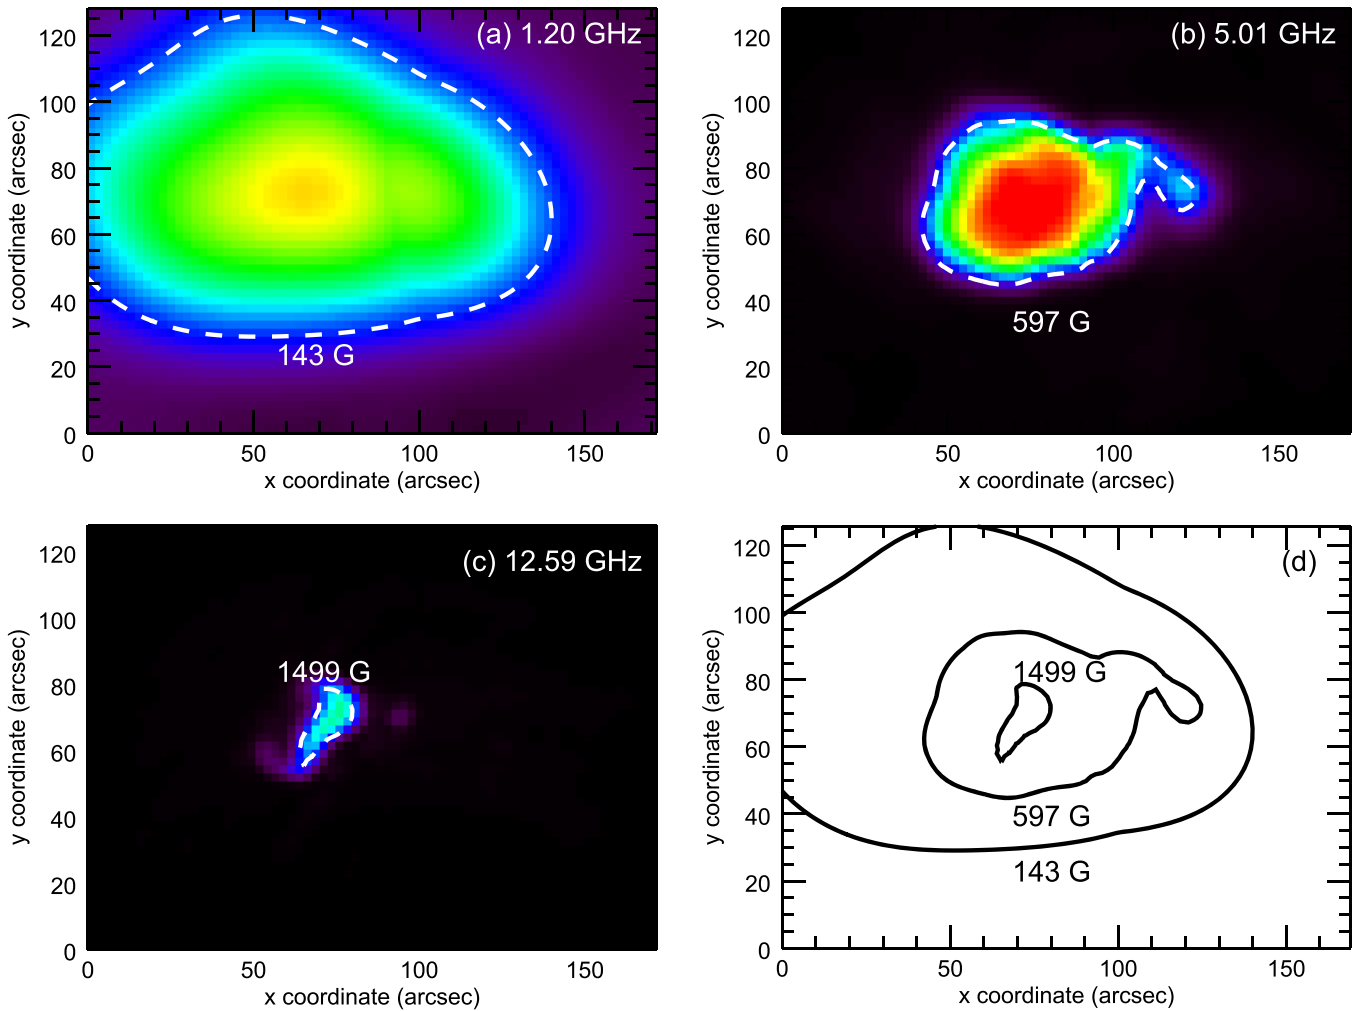 (a) 1.20 GHz
120
100
80
60
40
20
0
y coordinate (arcsec)
143 G
0 50 100 150
x coordinate (arcsec)
(b) 5.01 GHz
120
100
80
60
40
20
0
y coordinate (arcsec)
597 G
0 50 100 150
x coordinate (arcsec)
(c) 12.59 GHz
120
100
80
60
40
20
0
y coordinate (arcsec)
1499 G
0 50 100 150
x coordinate (arcsec)
(d)
120
100
80
60
40
20
0
y coordinate (arcsec)
1499 G
597 G
143 G
0 50 100 150
x coordinate (arcsec)